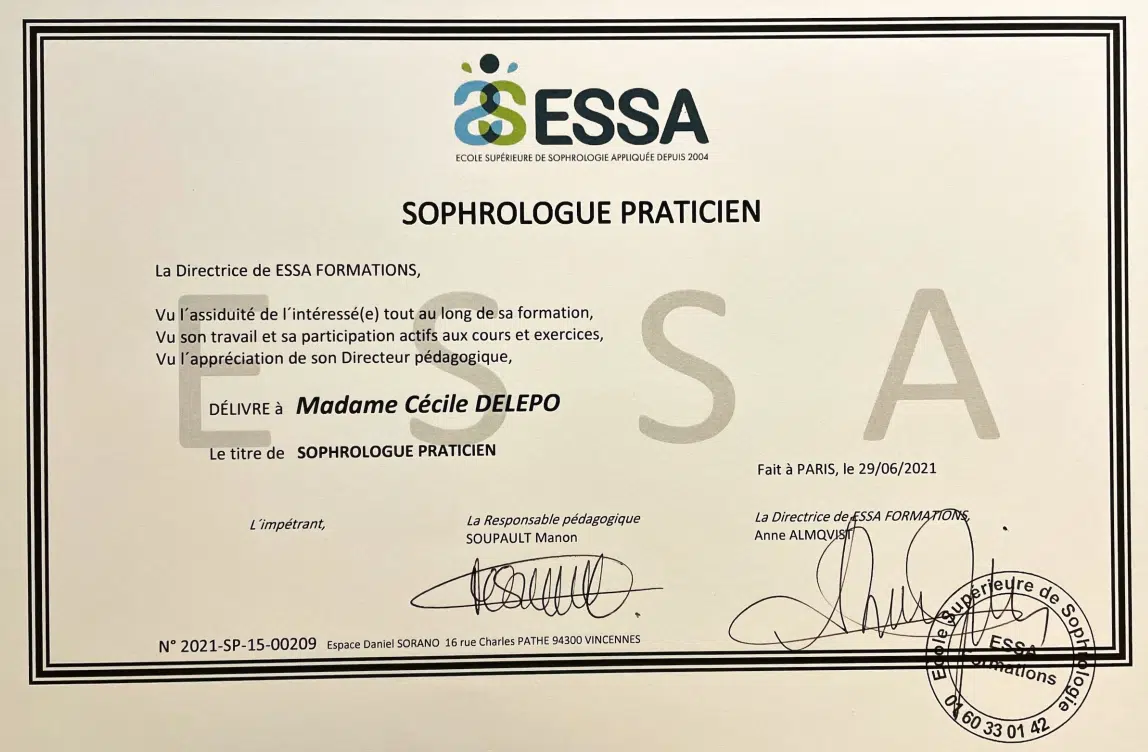 ESSA
ECOLE SUPÉRIEURE DE SOPHROLOGIE APPLIQUÉE DEPUIS 2004
SOPHROLOGUE PRATICIEN
La Directrice de ESSA FORMATIONS,
Vu l´assiduité de l´intéressé(e) tout au long de sa formation,
Vu son travail et sa participation actifs aux cours et exercices,
Vu l´appréciation de son Directeur pédagogique,
E S S A
DÉLIVRE à Madame Cécile DELEPO
Le titre de SOPHROLOGUE PRATICIEN
Fait à PARIS, le 29/06/2021
L´impétrant,
La Responsable pédagogique
SOUPAULT Manon
La Directrice de ESSA FORMATIONS,
Anne ALMQVIST
N° 2021-SP-15-00209 Espace Daniel SORANO 16 rue Charles PATHE 94300 VINCENNES
Ecole Supérieure de Sophrologie
ESSA
Formations
01 60 33 01 42